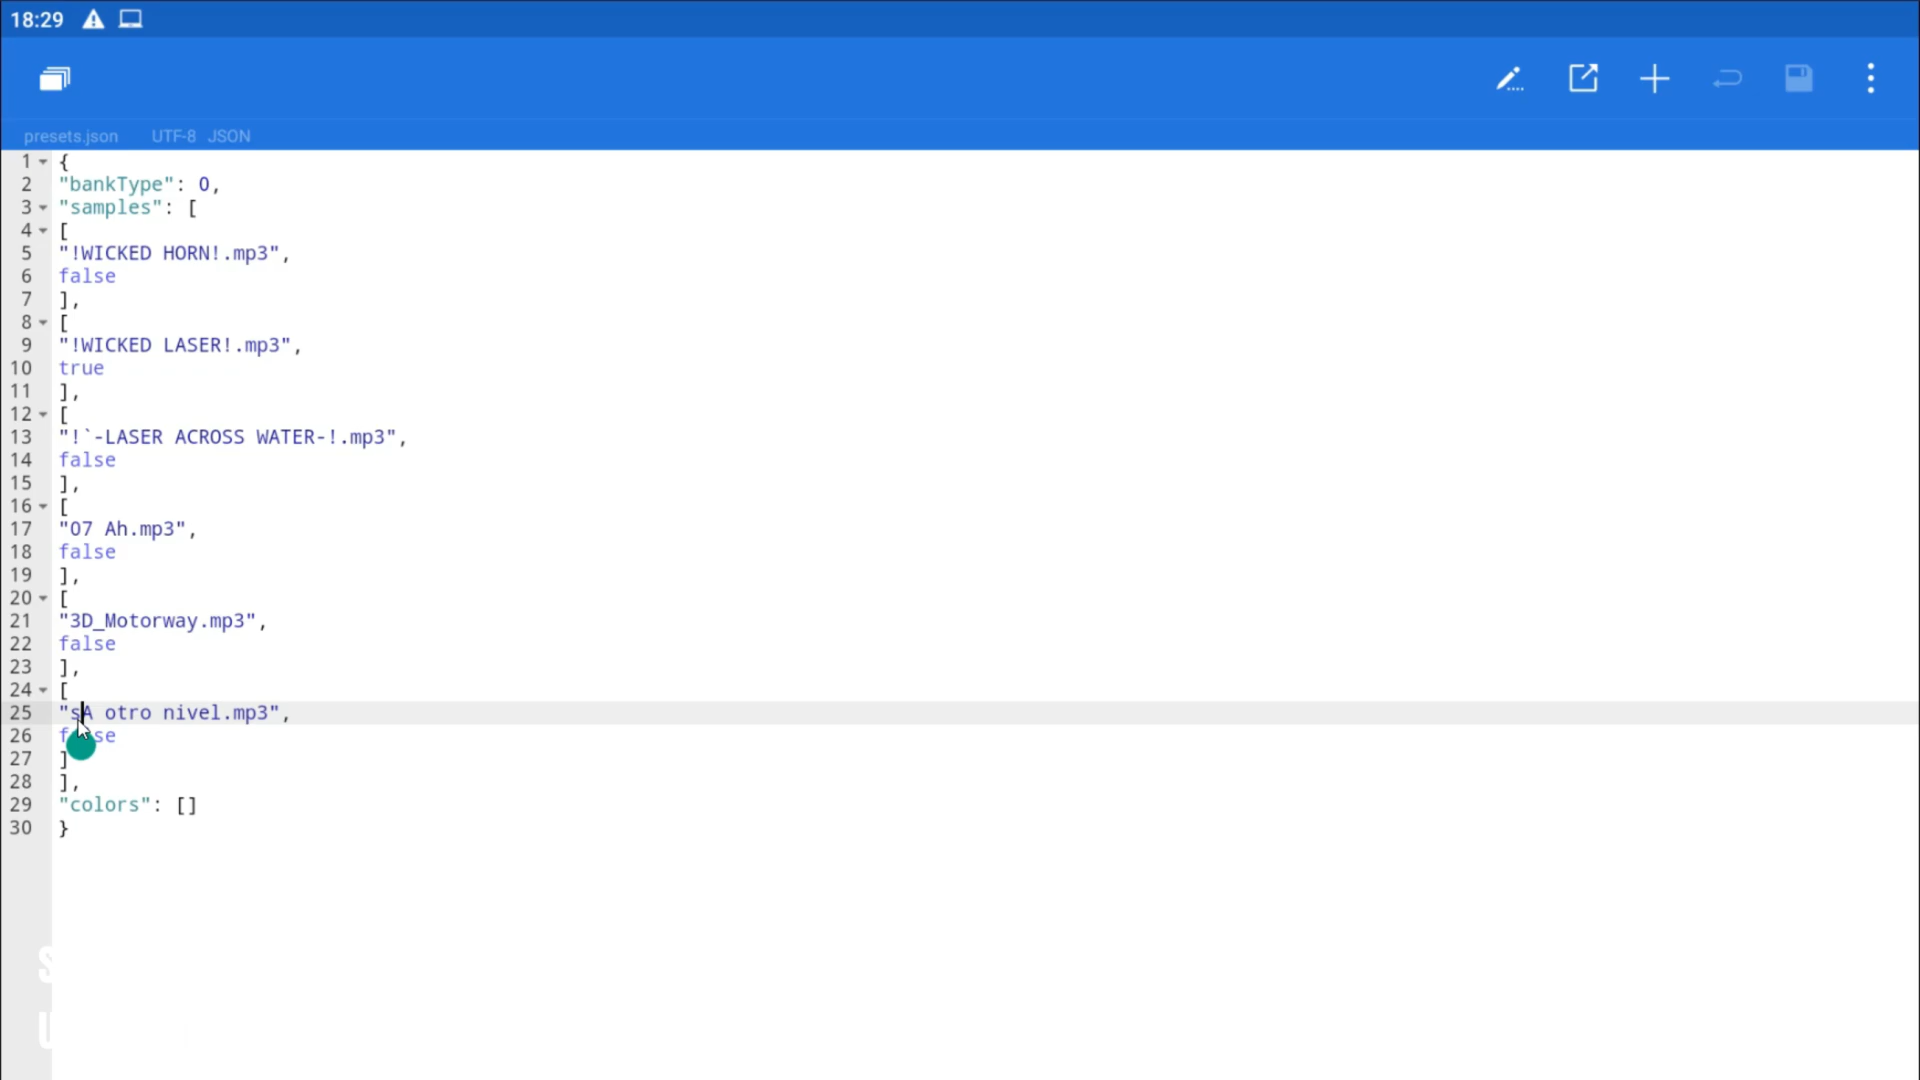 18:29
presets.json UTF-8 JSON
1 {
2 "bankType": 0,
3 "samples": [
4 [
5 "!WICKED HORN!.mp3",
6 false
7 ],
8 [
9 "!WICKED LASER!.mp3",
10 true
11 ],
12 [
13 "!`-LASER ACROSS WATER-!.mp3",
14 false
15 ],
16 [
17 "07 Ah.mp3",
18 false
19 ],
20 [
21 "3D_Motorway.mp3",
22 false
23 ],
24 [
25 "sA otro nivel.mp3",
26
27 ]
28 ],
29 "colors": []
30 }
S
U